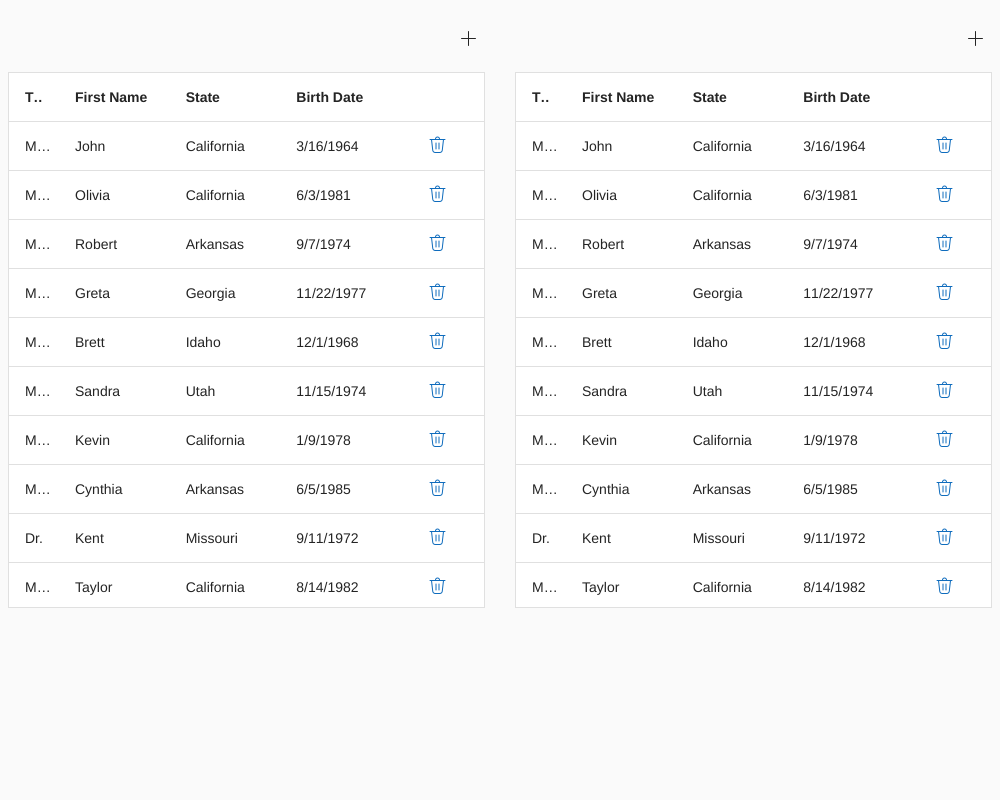 T.. First Name State Birth Date
M... John California 3/16/1964
M... Olivia California 6/3/1981
M... Robert Arkansas 9/7/1974
M... Greta Georgia 11/22/1977
M... Brett Idaho 12/1/1968
M... Sandra Utah 11/15/1974
M... Kevin California 1/9/1978
M... Cynthia Arkansas 6/5/1985
Dr. Kent Missouri 9/11/1972
M... Taylor California 8/14/1982
T.. First Name State Birth Date
M... John California 3/16/1964
M... Olivia California 6/3/1981
M... Robert Arkansas 9/7/1974
M... Greta Georgia 11/22/1977
M... Brett Idaho 12/1/1968
M... Sandra Utah 11/15/1974
M... Kevin California 1/9/1978
M... Cynthia Arkansas 6/5/1985
Dr. Kent Missouri 9/11/1972
M... Taylor California 8/14/1982